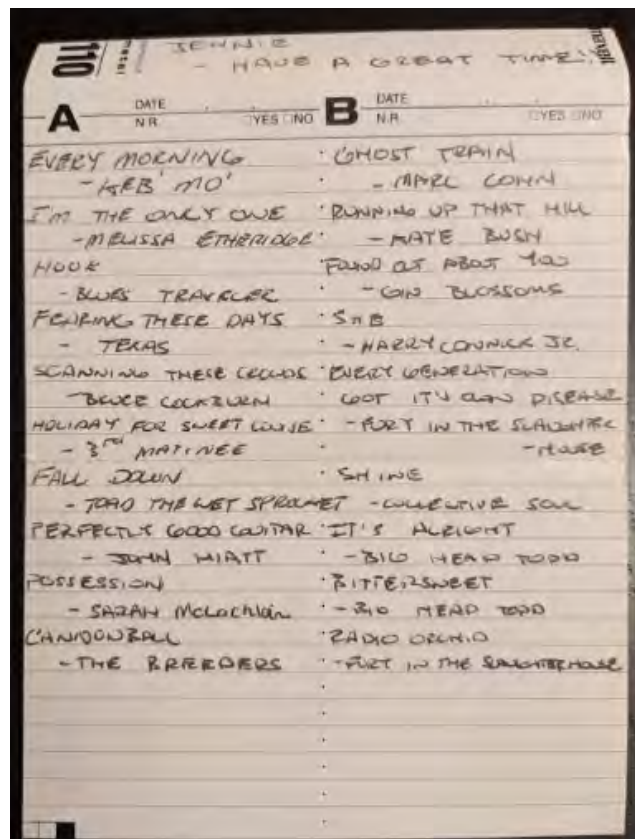 110
maxell
JENNIE
- HAVE A GREAT TIME!!
A DATE
N.R. YES NO
EVERY MORNING
- KEB' MO'
I'M THE ONLY ONE
- MELISSA ETHERIDGE
HOOK
- BLUES TRAVELER
FEARING THESE DAYS
- TEXAS
SCANNING THESE CROWDS
- BRUCE COCKBURN
HOLIDAY FOR SWEET LOUISE
- 3RD MATINEE
FALL DOWN
- TOAD THE WET SPROCKET
PERFECTLY GOOD GUITAR
- JOHN HIATT
POSSESSION
- SARAH McLachlan
CANNONBALL
- THE BREEDERS
B DATE
N.R. YES NO
GHOST TRAIN
- MARC COHN
RUNNING UP THAT HILL
- KATE BUSH
FOUND OUT ABOUT YOU
- GIN BLOSSOMS
SHE
- HARRY CONNICK JR.
EVERY GENERATION
GOT IT'S OWN DISEASE
- FURY IN THE SLAUGHTER
- HOUSE
SHINE
- COLLECTIVE SOUL
IT'S ALRIGHT
- BIG HEAD TODD
BITTERSWEET
- BIG HEAD TODD
RADIO ORCHID
- FURY IN THE SLAUGHTERHOUSE